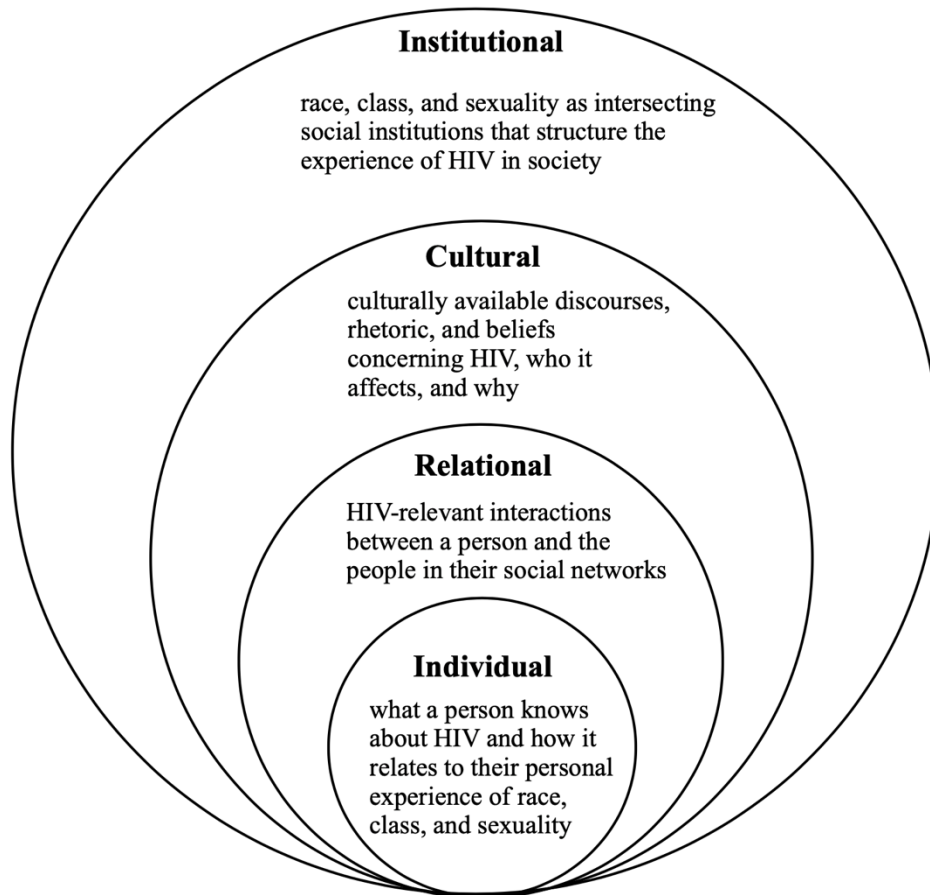 Institutional
race, class, and sexuality as intersecting
social institutions that structure the
experience of HIV in society
Cultural
culturally available discourses,
rhetoric, and beliefs
concerning HIV, who it
affects, and why
Relational
HIV-relevant interactions
between a person and the
people in their social networks
Individual
what a person knows
about HIV and how it
relates to their personal
experience of race,
class, and sexuality